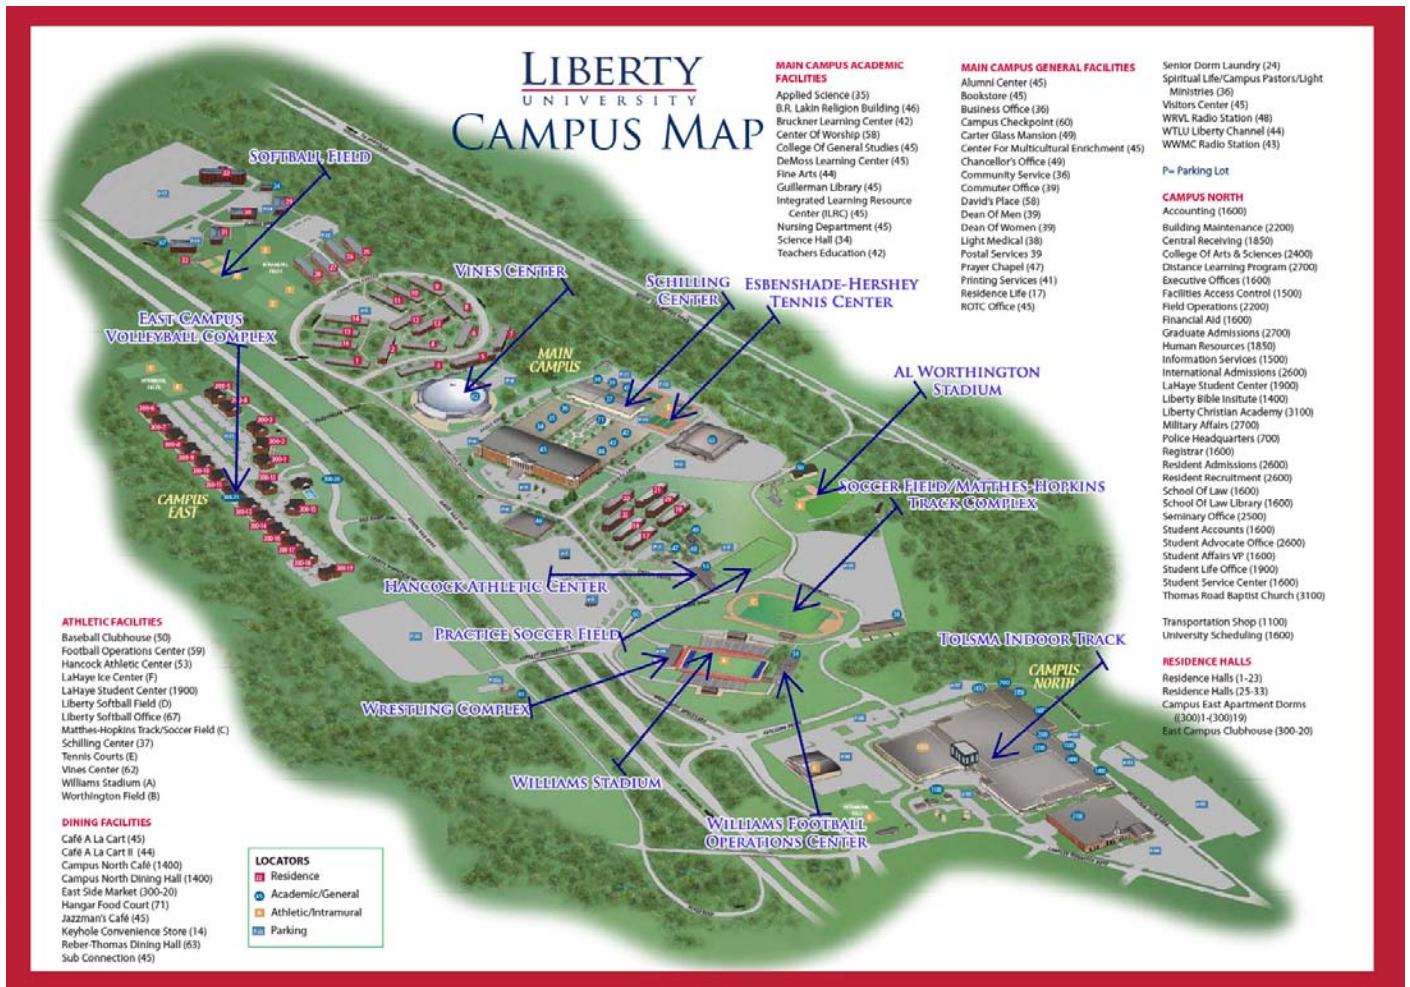 LIBERTY
UNIVERSITY
CAMPUS MAP
SOFTBALL FIELD
VINES CENTER
SCHILLING
CENTER
ESBENSHADE-HERSHEY
TENNIS CENTER
EAST CAMPUS
VOLLEYBALL COMPLEX
MAIN
CAMPUS
AL WORTHINGTON
STADIUM
SOCCER FIELD/MATTHES-HOPKINS
TRACK COMPLEX
CAMPUS
EAST
HANCOCK ATHLETIC CENTER
PRACTICE SOCCER FIELD
TOLSMA INDOOR TRACK
CAMPUS
NORTH
WRESTLING COMPLEX
WILLIAMS STADIUM
WILLIAMS FOOTBALL
OPERATIONS CENTER
MAIN CAMPUS ACADEMIC
FACILITIES
Applied Science (35)
B.R. Lakin Religion Building (46)
Bruckner Learning Center (42)
Center Of Worship (58)
College Of General Studies (45)
DeMoss Learning Center (45)
Fine Arts (44)
Guillerman Library (45)
Integrated Learning Resource
Center (ILRC) (45)
Nursing Department (45)
Science Hall (34)
Teachers Education (42)
MAIN CAMPUS GENERAL FACILITIES
Alumni Center (45)
Bookstore (45)
Business Office (36)
Campus Checkpoint (60)
Carter Glass Mansion (49)
Center For Multicultural Enrichment (45)
Chancellor's Office (49)
Community Service (36)
Commuter Office (39)
David's Place (58)
Dean Of Men (39)
Dean Of Women (39)
Light Medical (38)
Postal Services 39
Prayer Chapel (47)
Printing Services (41)
Residence Life (17)
ROTC Office (45)
Senior Dorm Laundry (24)
Spiritual Life/Campus Pastors/Light
Ministries (36)
Visitors Center (45)
WRVL Radio Station (48)
WTLU Liberty Channel (44)
WWMC Radio Station (43)
P= Parking Lot
CAMPUS NORTH
Accounting (1600)
Building Maintenance (2200)
Central Receiving (1850)
College Of Arts & Sciences (2400)
Distance Learning Program (2700)
Executive Offices (1600)
Facilities Access Control (1500)
Field Operations (2200)
Financial Aid (1600)
Graduate Admissions (2700)
Human Resources (1850)
Information Services (1500)
International Admissions (2600)
LaHaye Student Center (1900)
Liberty Bible Insitute (1400)
Liberty Christian Academy (3100)
Military Affairs (2700)
Police Headquarters (700)
Registrar (1600)
Resident Admissions (2600)
Resident Recruitment (2600)
School Of Law (1600)
School Of Law Library (1600)
Seminary Office (2500)
Student Accounts (1600)
Student Advocate Office (2600)
Student Affairs VP (1600)
Student Life Office (1900)
Student Service Center (1600)
Thomas Road Baptist Church (3100)
Transportation Shop (1100)
University Scheduling (1600)
RESIDENCE HALLS
Residence Halls (1-23)
Residence Halls (25-33)
Campus East Apartment Dorms
((300)1-(300)19)
East Campus Clubhouse (300-20)
ATHLETIC FACILITIES
Baseball Clubhouse (50)
Football Operations Center (59)
Hancock Athletic Center (53)
LaHaye Ice Center (F)
LaHaye Student Center (1900)
Liberty Softball Field (D)
Liberty Softball Office (67)
Matthes-Hopkins Track/Soccer Field (C)
Schilling Center (37)
Tennis Courts (E)
Vines Center (62)
Williams Stadium (A)
Worthington Field (B)
DINING FACILITIES
Café A La Cart (45)
Café A La Cart II (44)
Campus North Café (1400)
Campus North Dining Hall (1400)
East Side Market (300-20)
Hangar Food Court (71)
Jazzman's Café (45)
Keyhole Convenience Store (14)
Reber-Thomas Dining Hall (63)
Sub Connection (45)
LOCATORS
Residence
Academic/General
Athletic/Intramural
Parking